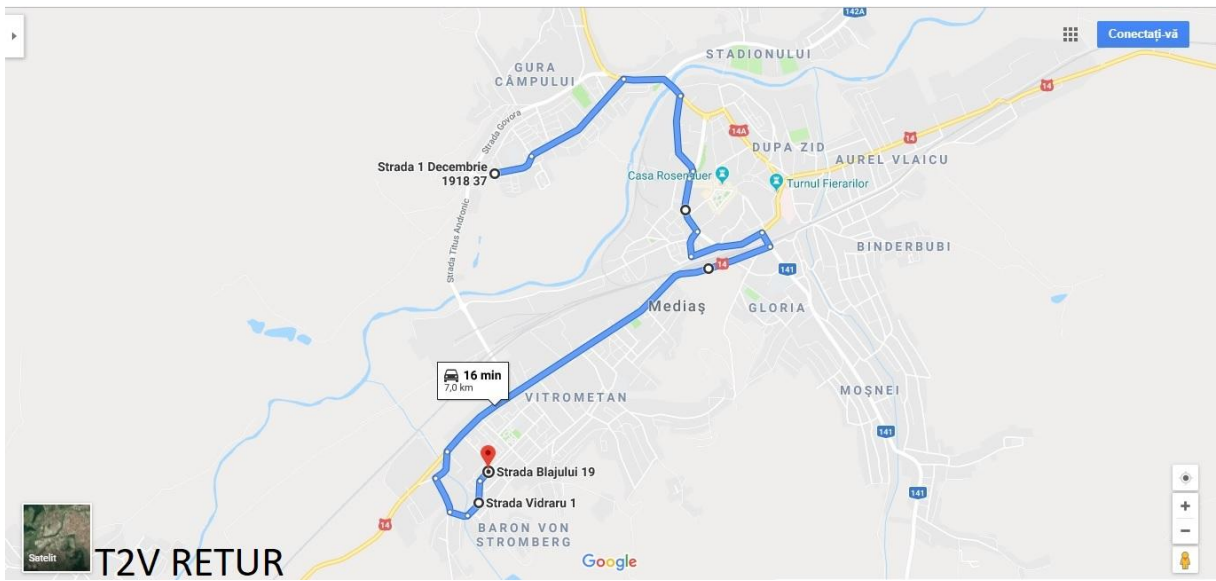 142A
Conectați-vă
STADIONULUI
GURA
CÂMPULUI
14
Strada Govora
14A
DUPA ZID
14
AUREL VLAICU
Strada 1 Decembrie
1918 37
Casa Rosenauer
Turnul Fierarilor
Strada Titus Andronic
BINDERBUBI
14
141
Mediaș
GLORIA
16 min
7,0 km
VITROMETAN
MOȘNEI
141
Strada Blajului 19
Strada Vidraru 1
141
14
BARON VON
STROMBERG
Satelit
T2V RETUR
Google